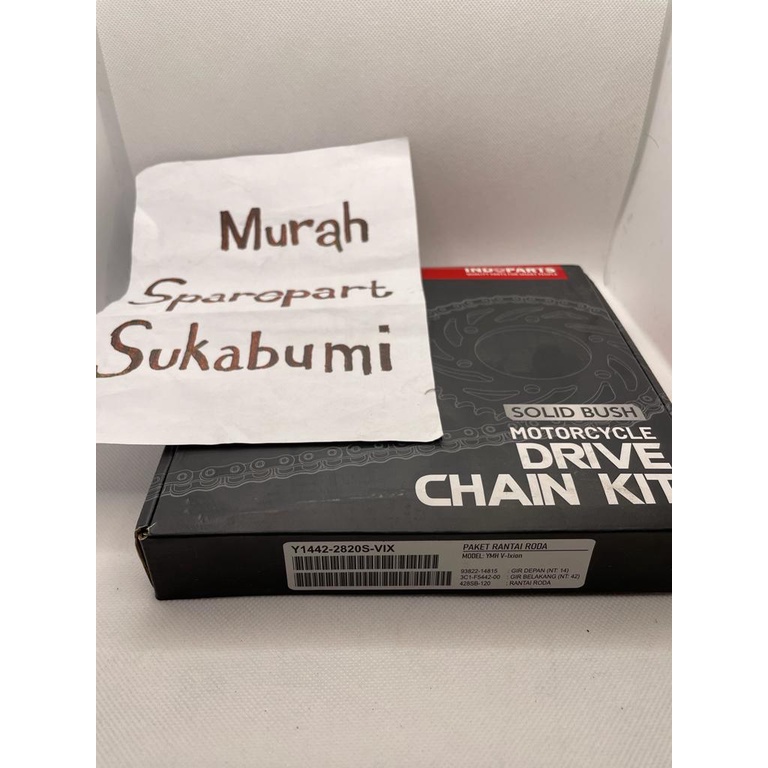 Murah
Sparepart
Sukabumi
INDOPARTS
SOLID BUSH
MOTORCYCLE
DRIVE
CHAIN KIT
Y1442-2820S-VIX
PAKET RANTAI RODA
MODEL: YMH V-Ixion
93822-14815 : GIR DEPAN (NT: 14)
3C1-F5442-00 : GIR BELAKANG (NT: 42)
428SB-120 : RANTAI RODA